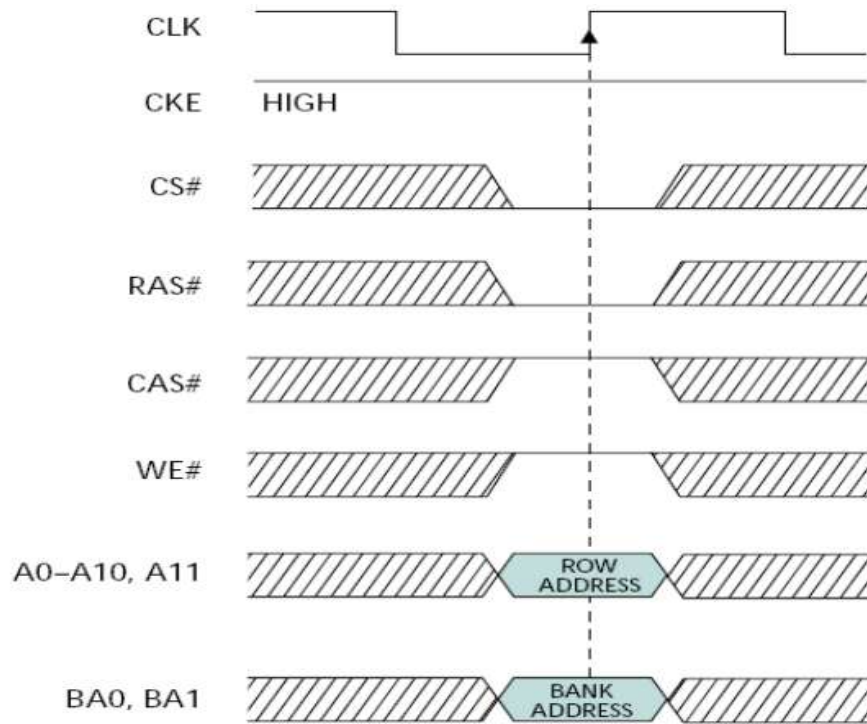 CLK
CKE HIGH
CS#
RAS#
CAS#
WE#
A0–A10, A11
ROW
ADDRESS
BA0, BA1
BANK
ADDRESS